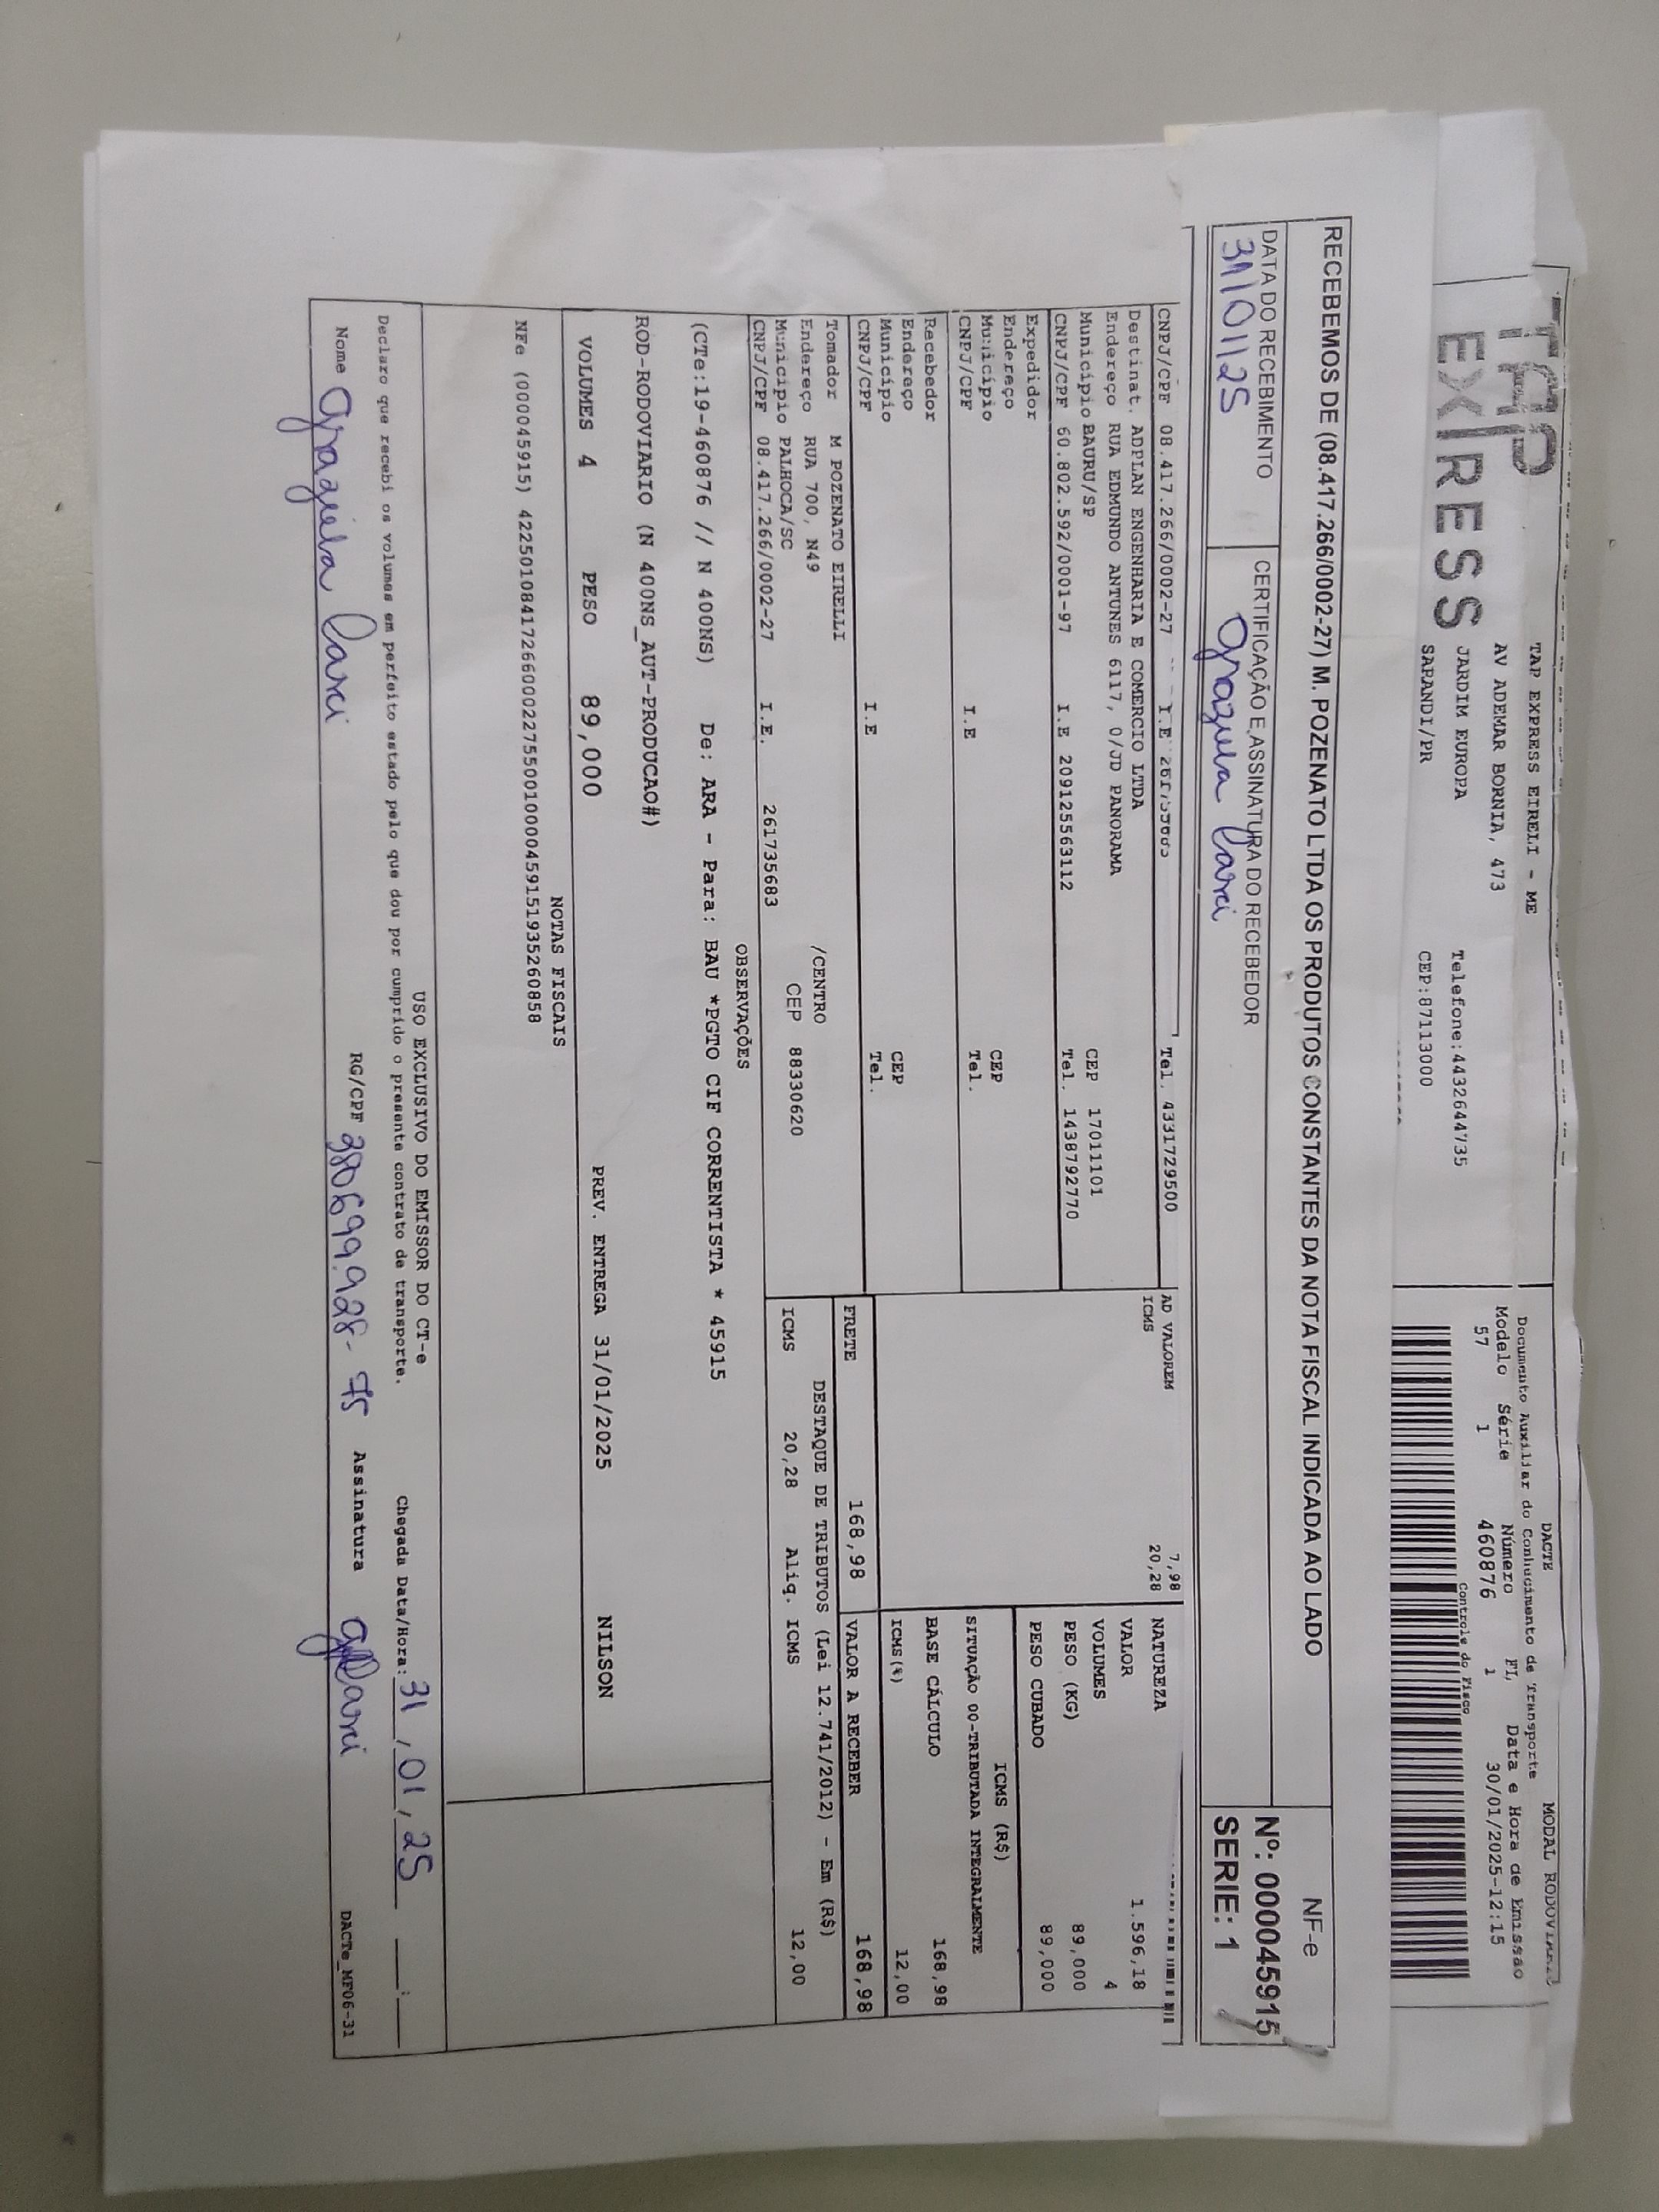 TAP
EXPRESS
TAP EXPRESS EIRELI - ME
AV ADEMAR BORNIA, 473
JARDIM EUROPA Telefone:4432644735
SARANDI/PR CEP:87113000
DACTE MODAL RODOVIARIO
Documento Auxiliar do Conhecimento de Transporte
Modelo Série Número FL Data e Hora de Emissão
57 1 460876 1 30/01/2025-12:15
Controle do Fisco
RECEBEMOS DE (08.417.266/0002-27) M. POZENATO LTDA OS PRODUTOS CONSTANTES DA NOTA FISCAL INDICADA AO LADO
DATA DO RECEBIMENTO CERTIFICAÇÃO E ASSINATURA DO RECEBEDOR
31/01/25 Graziela Carci
NF-e
Nº: 000045915
SERIE: 1
CNPJ/CPF 08.417.266/0002-27 I.E Tel. 4331729500
Destinat. ADPLAN ENGENHARIA E COMERCIO LTDA
Endereço RUA EDMUNDO ANTUNES 6117, 0/JD PANORAMA
Município BAURU/SP CEP 17011101
CNPJ/CPF 60.802.592/0001-97 I.E 209125563112 Tel. 1438792770
Expedidor
Endereço
Município CEP
CNPJ/CPF I.E Tel.
Recebedor
Endereço
Município CEP
CNPJ/CPF I.E Tel.
Tomador M POZENATO EIRELLI
Endereço RUA 700, N49 /CENTRO
Município PALHOCA/SC CEP 88330620
CNPJ/CPF 08.417.266/0002-27 I.E. 261735683
AD VALOREM 7,98
ICMS 20,28
NATUREZA
VALOR 1.596,18
VOLUMES 4
PESO (KG) 89,000
PESO CUBADO 89,000
ICMS (R$)
SITUAÇÃO 00-TRIBUTADA INTEGRALMENTE
BASE CÁLCULO 168,98
ICMS(%) 12,00
FRETE 168,98 VALOR A RECEBER 168,98
DESTAQUE DE TRIBUTOS (Lei 12.741/2012) - Em (R$)
ICMS 20,28 Aliq. ICMS 12,00
OBSERVAÇÕES
(CTe:19-460876 // N 400NS) De: ARA - Para: BAU *PGTO CIF CORRENTISTA * 45915
ROD-RODOVIARIO (N 400NS_AUT-PRODUCAO#)
VOLUMES 4 PESO 89,000 PREV. ENTREGA 31/01/2025 NILSON
NOTAS FISCAIS
NFe (000045915) 42250108417266000227550010000459151935260858
USO EXCLUSIVO DO EMISSOR DO CT-e
Declaro que recebi os volumes em perfeito estado pelo que dou por cumprido o presente contrato de transporte. Chegada Data/Hora: 31/01/25 __:__
Nome Graziela Carci RG/CPF 380699.928-75 Assinatura GCarci
DACTe_MF06-31